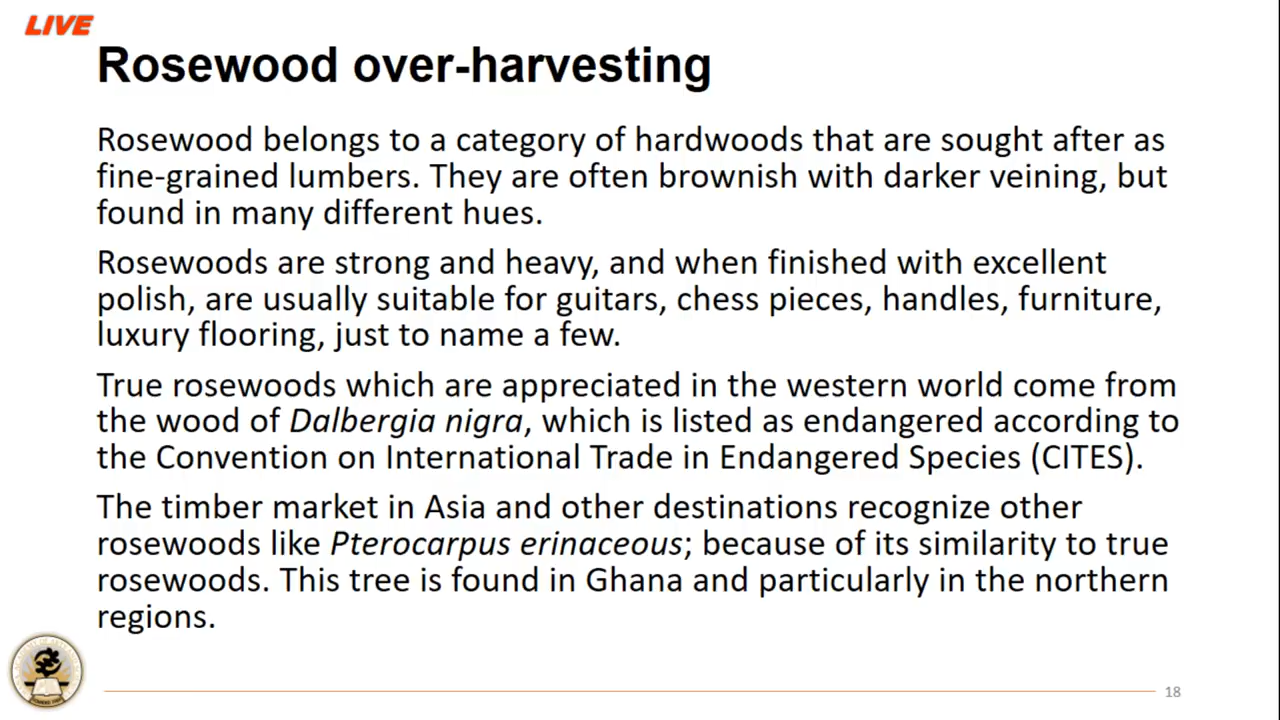 LIVE
Rosewood over-harvesting
Rosewood belongs to a category of hardwoods that are sought after as
fine-grained lumbers. They are often brownish with darker veining, but
found in many different hues.
Rosewoods are strong and heavy, and when finished with excellent
polish, are usually suitable for guitars, chess pieces, handles, furniture,
luxury flooring, just to name a few.
True rosewoods which are appreciated in the western world come from
the wood of Dalbergia nigra, which is listed as endangered according to
the Convention on International Trade in Endangered Species (CITES).
The timber market in Asia and other destinations recognize other
rosewoods like Pterocarpus erinaceous; because of its similarity to true
rosewoods. This tree is found in Ghana and particularly in the northern
regions.
18